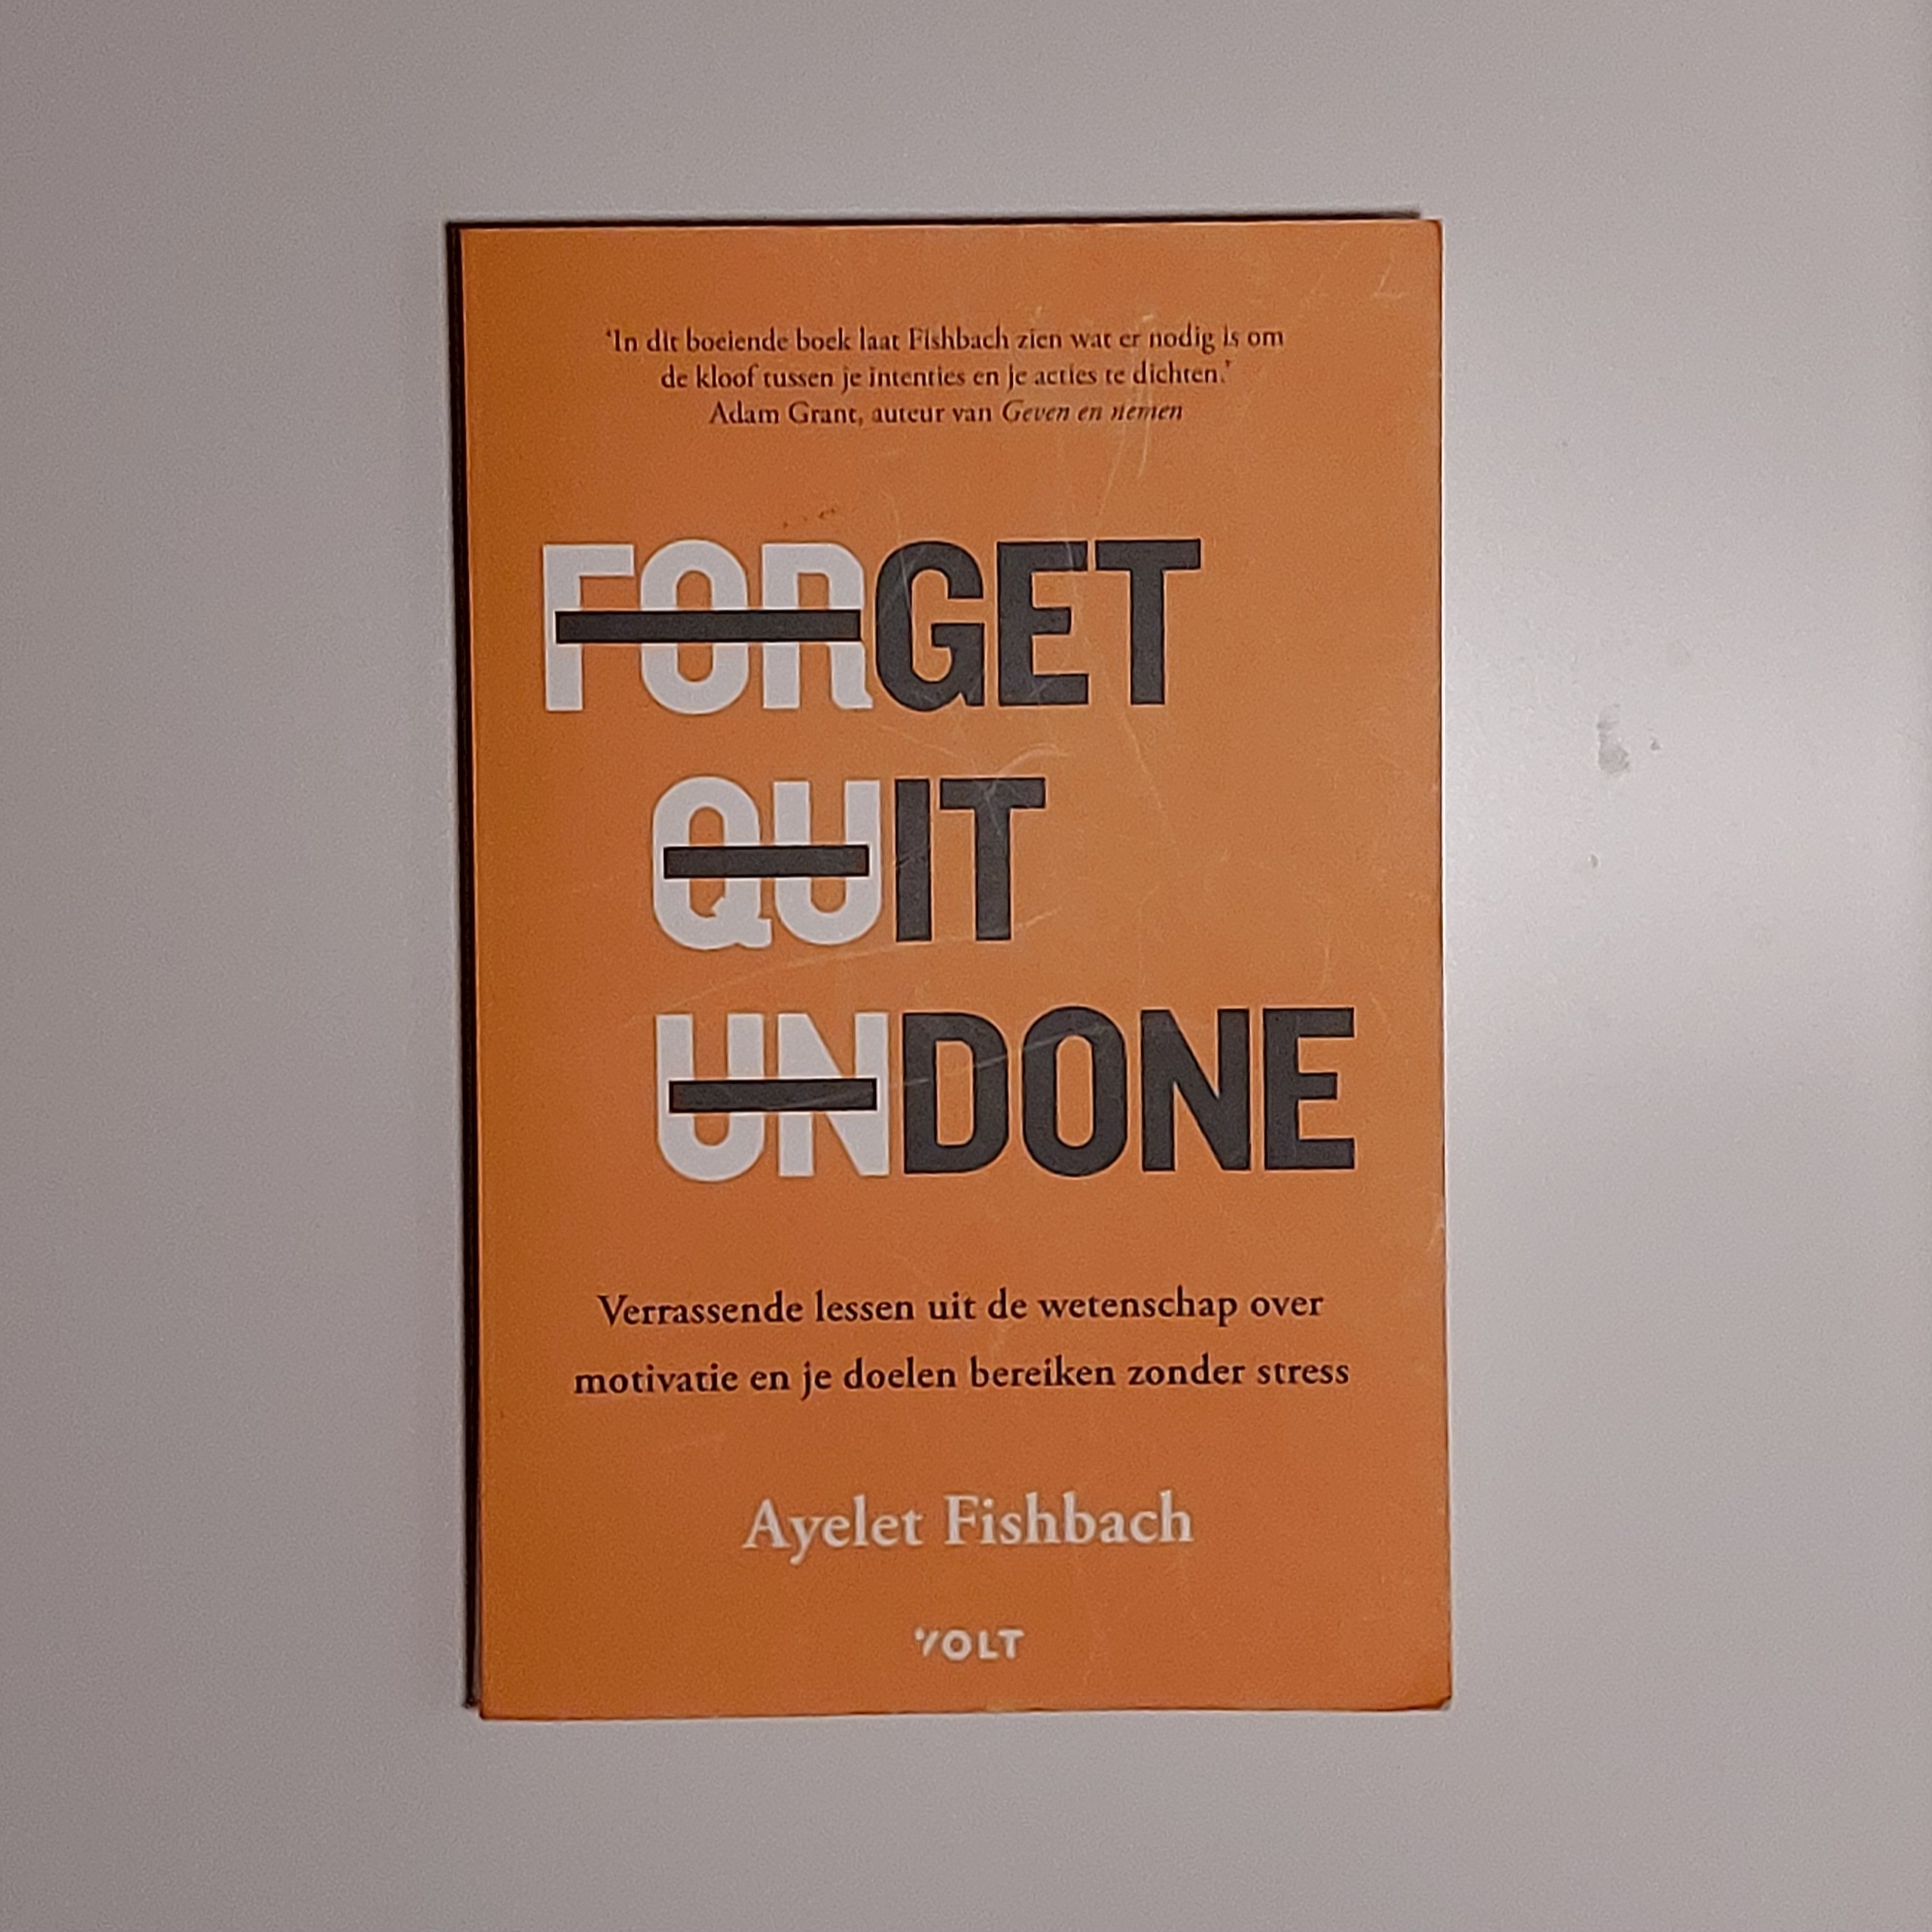 ‘In dit boeiende boek laat Fishbach zien wat er nodig is om
de kloof tussen je intenties en je acties te dichten.’
Adam Grant, auteur van Geven en nemen
FORGET
QUIT
UNDONE
Verrassende lessen uit de wetenschap over
motivatie en je doelen bereiken zonder stress
Ayelet Fishbach
VOLT